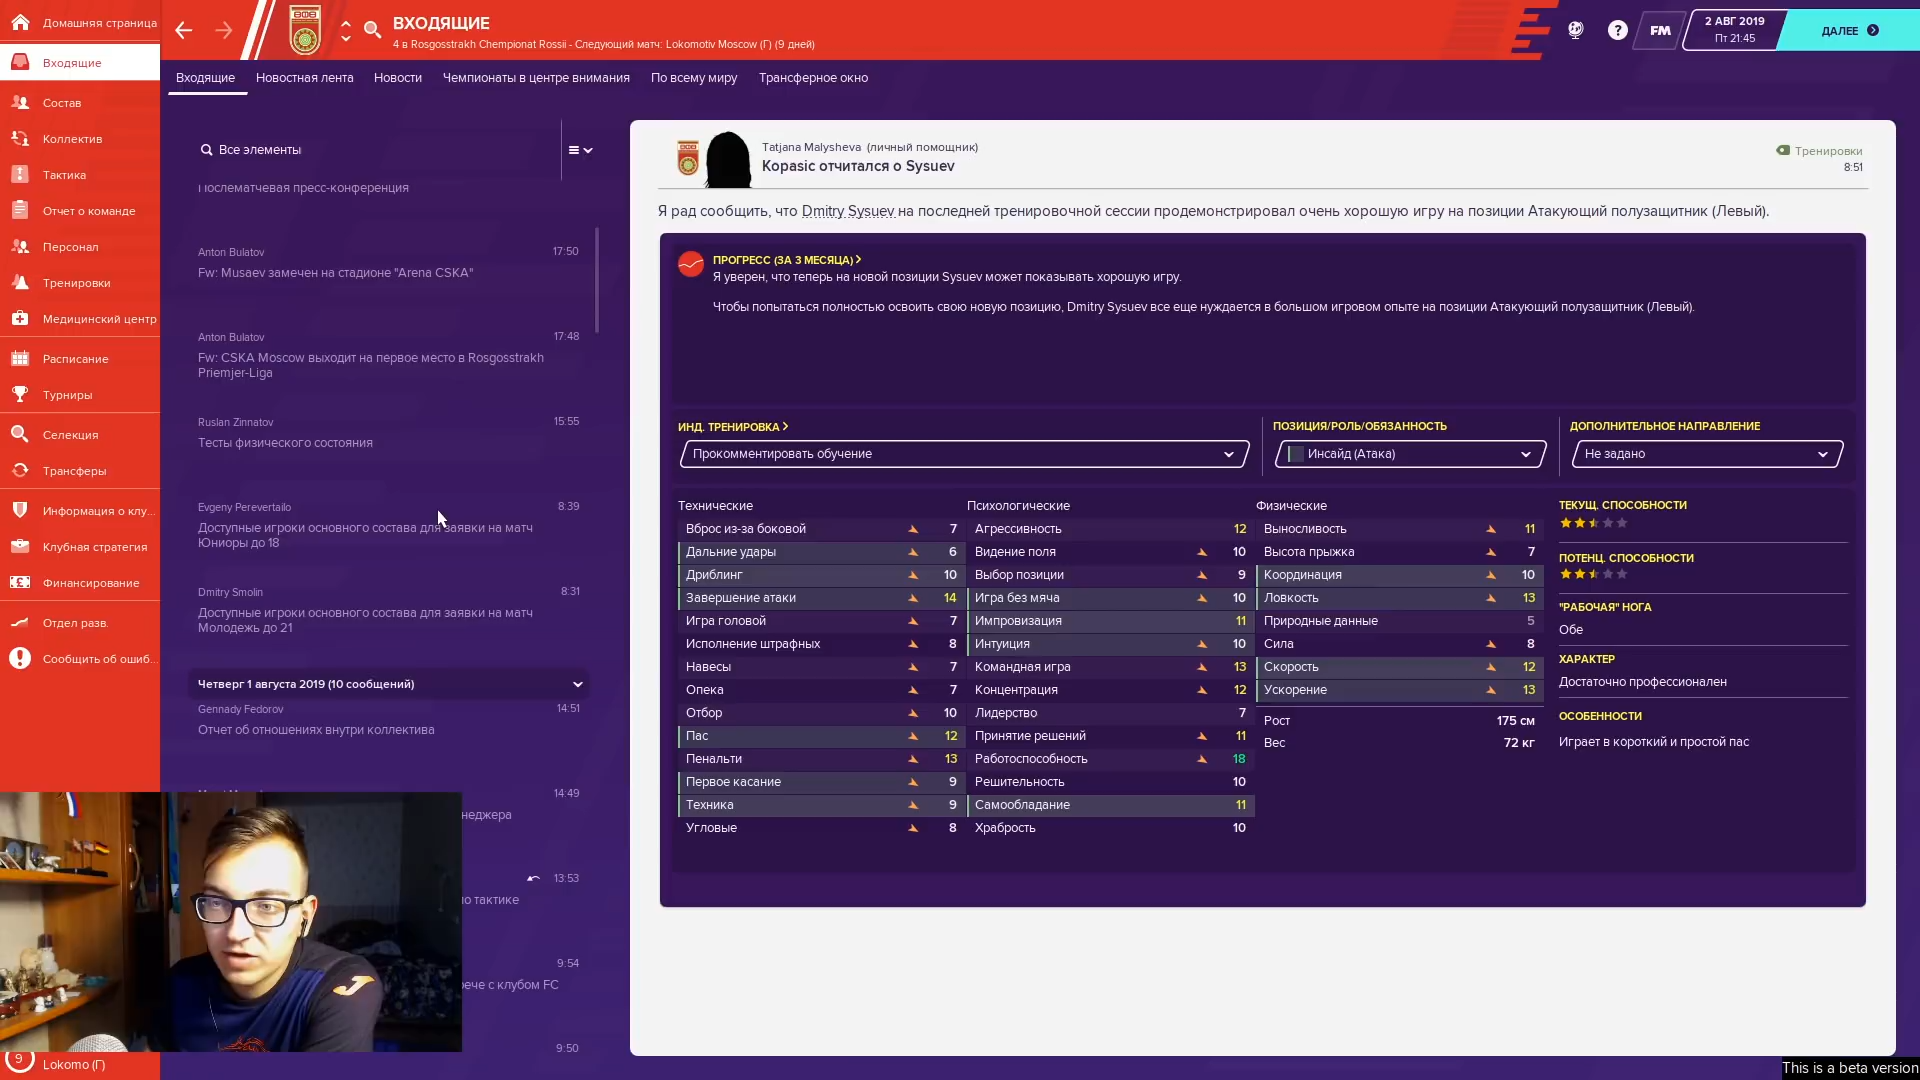 Домашняя страница
Входящие
Состав
Коллектив
Тактика
Отчет о команде
Персонал
Тренировки
Медицинский центр
Расписание
Турниры
Селекция
Трансферы
Информация о клу...
Клубная стратегия
Финансирование
Отдел разв.
Сообщить об ошиб...
9
Lokomo (Г)
ВХОДЯЩИЕ
4 в Rosgosstrakh Chempionat Rossii - Следующий матч: Lokomotiv Moscow (Г) (9 дней)
?
FM
2 АВГ 2019
Пт 21:45
ДАЛЕЕ
Входящие Новостная лента Новости Чемпионаты в центре внимания По всему миру Трансферное окно
Все элементы
Послематчевая пресс-конференция
Anton Bulatov 17:50
Fw: Musaev замечен на стадионе "Arena CSKA"
Anton Bulatov 17:48
Fw: CSKA Moscow выходит на первое место в Rosgosstrakh
Priemjer-Liga
Ruslan Zinnatov 15:55
Тесты физического состояния
Evgeny Perevertailo 8:39
Доступные игроки основного состава для заявки на матч
Юниоры до 18
Dmitry Smolin 8:31
Доступные игроки основного состава для заявки на матч
Молодежь до 21
Четверг 1 августа 2019 (10 сообщений)
Gennady Fedorov 14:51
Отчет об отношениях внутри коллектива
14:49
неджера
13:53
по тактике
9:54
рече с клубом FC
9:50
Tatjana Malysheva (личный помощник)
Kopasic отчитался о Sysuev
Тренировки
8:51
Я рад сообщить, что Dmitry Sysuev на последней тренировочной сессии продемонстрировал очень хорошую игру на позиции Атакующий полузащитник (Левый).
ПРОГРЕСС (ЗА 3 МЕСЯЦА)
Я уверен, что теперь на новой позиции Sysuev может показывать хорошую игру.
Чтобы попытаться полностью освоить свою новую позицию, Dmitry Sysuev все еще нуждается в большом игровом опыте на позиции Атакующий полузащитник (Левый).
ИНД. ТРЕНИРОВКА
Прокомментировать обучение
ПОЗИЦИЯ/РОЛЬ/ОБЯЗАННОСТЬ
Инсайд (Атака)
ДОПОЛНИТЕЛЬНОЕ НАПРАВЛЕНИЕ
Не задано
Технические
Вброс из-за боковой 7
Дальние удары 6
Дриблинг 10
Завершение атаки 14
Игра головой 7
Исполнение штрафных 8
Навесы 7
Опека 7
Отбор 10
Пас 12
Пенальти 13
Первое касание 9
Техника 9
Угловые 8
Психологические
Агрессивность 12
Видение поля 10
Выбор позиции 9
Игра без мяча 10
Импровизация 11
Интуиция 10
Командная игра 13
Концентрация 12
Лидерство 7
Принятие решений 11
Работоспособность 18
Решительность 10
Самообладание 11
Храбрость 10
Физические
Выносливость 11
Высота прыжка 7
Координация 10
Ловкость 13
Природные данные 5
Сила 8
Скорость 12
Ускорение 13
Рост 175 см
Вес 72 кг
ТЕКУЩ. СПОСОБНОСТИ
ПОТЕНЦ. СПОСОБНОСТИ
"РАБОЧАЯ" НОГА
Обе
ХАРАКТЕР
Достаточно профессионален
ОСОБЕННОСТИ
Играет в короткий и простой пас
This is a beta version